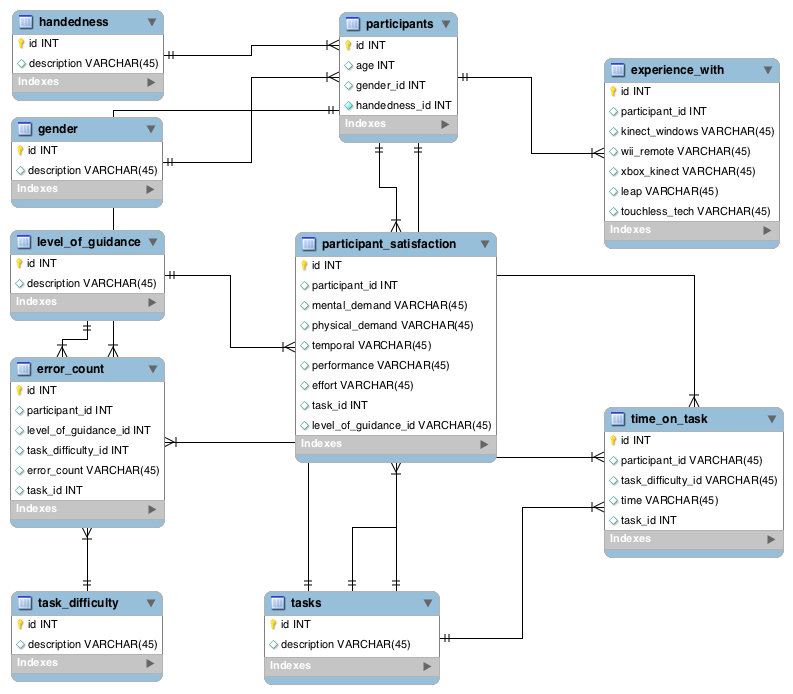 handedness
id INT
description VARCHAR(45)
Indexes
participants
id INT
age INT
gender_id INT
handedness_id INT
Indexes
experience_with
id INT
participant_id INT
kinect_windows VARCHAR(45)
wii_remote VARCHAR(45)
xbox_kinect VARCHAR(45)
leap VARCHAR(45)
touchless_tech VARCHAR(45)
Indexes
gender
id INT
description VARCHAR(45)
Indexes
level_of_guidance
id INT
description VARCHAR(45)
Indexes
participant_satisfaction
id INT
participant_id INT
mental_demand VARCHAR(45)
physical_demand VARCHAR(45)
temporal VARCHAR(45)
performance VARCHAR(45)
effort VARCHAR(45)
task_id INT
level_of_guidance_id VARCHAR(45)
Indexes
error_count
id INT
participant_id INT
level_of_guidance_id INT
task_difficulty_id INT
error_count VARCHAR(45)
task_id INT
Indexes
time_on_task
id INT
participant_id VARCHAR(45)
task_difficulty_id VARCHAR(45)
time VARCHAR(45)
task_id INT
Indexes
task_difficulty
id INT
description VARCHAR(45)
Indexes
tasks
id INT
description VARCHAR(45)
Indexes